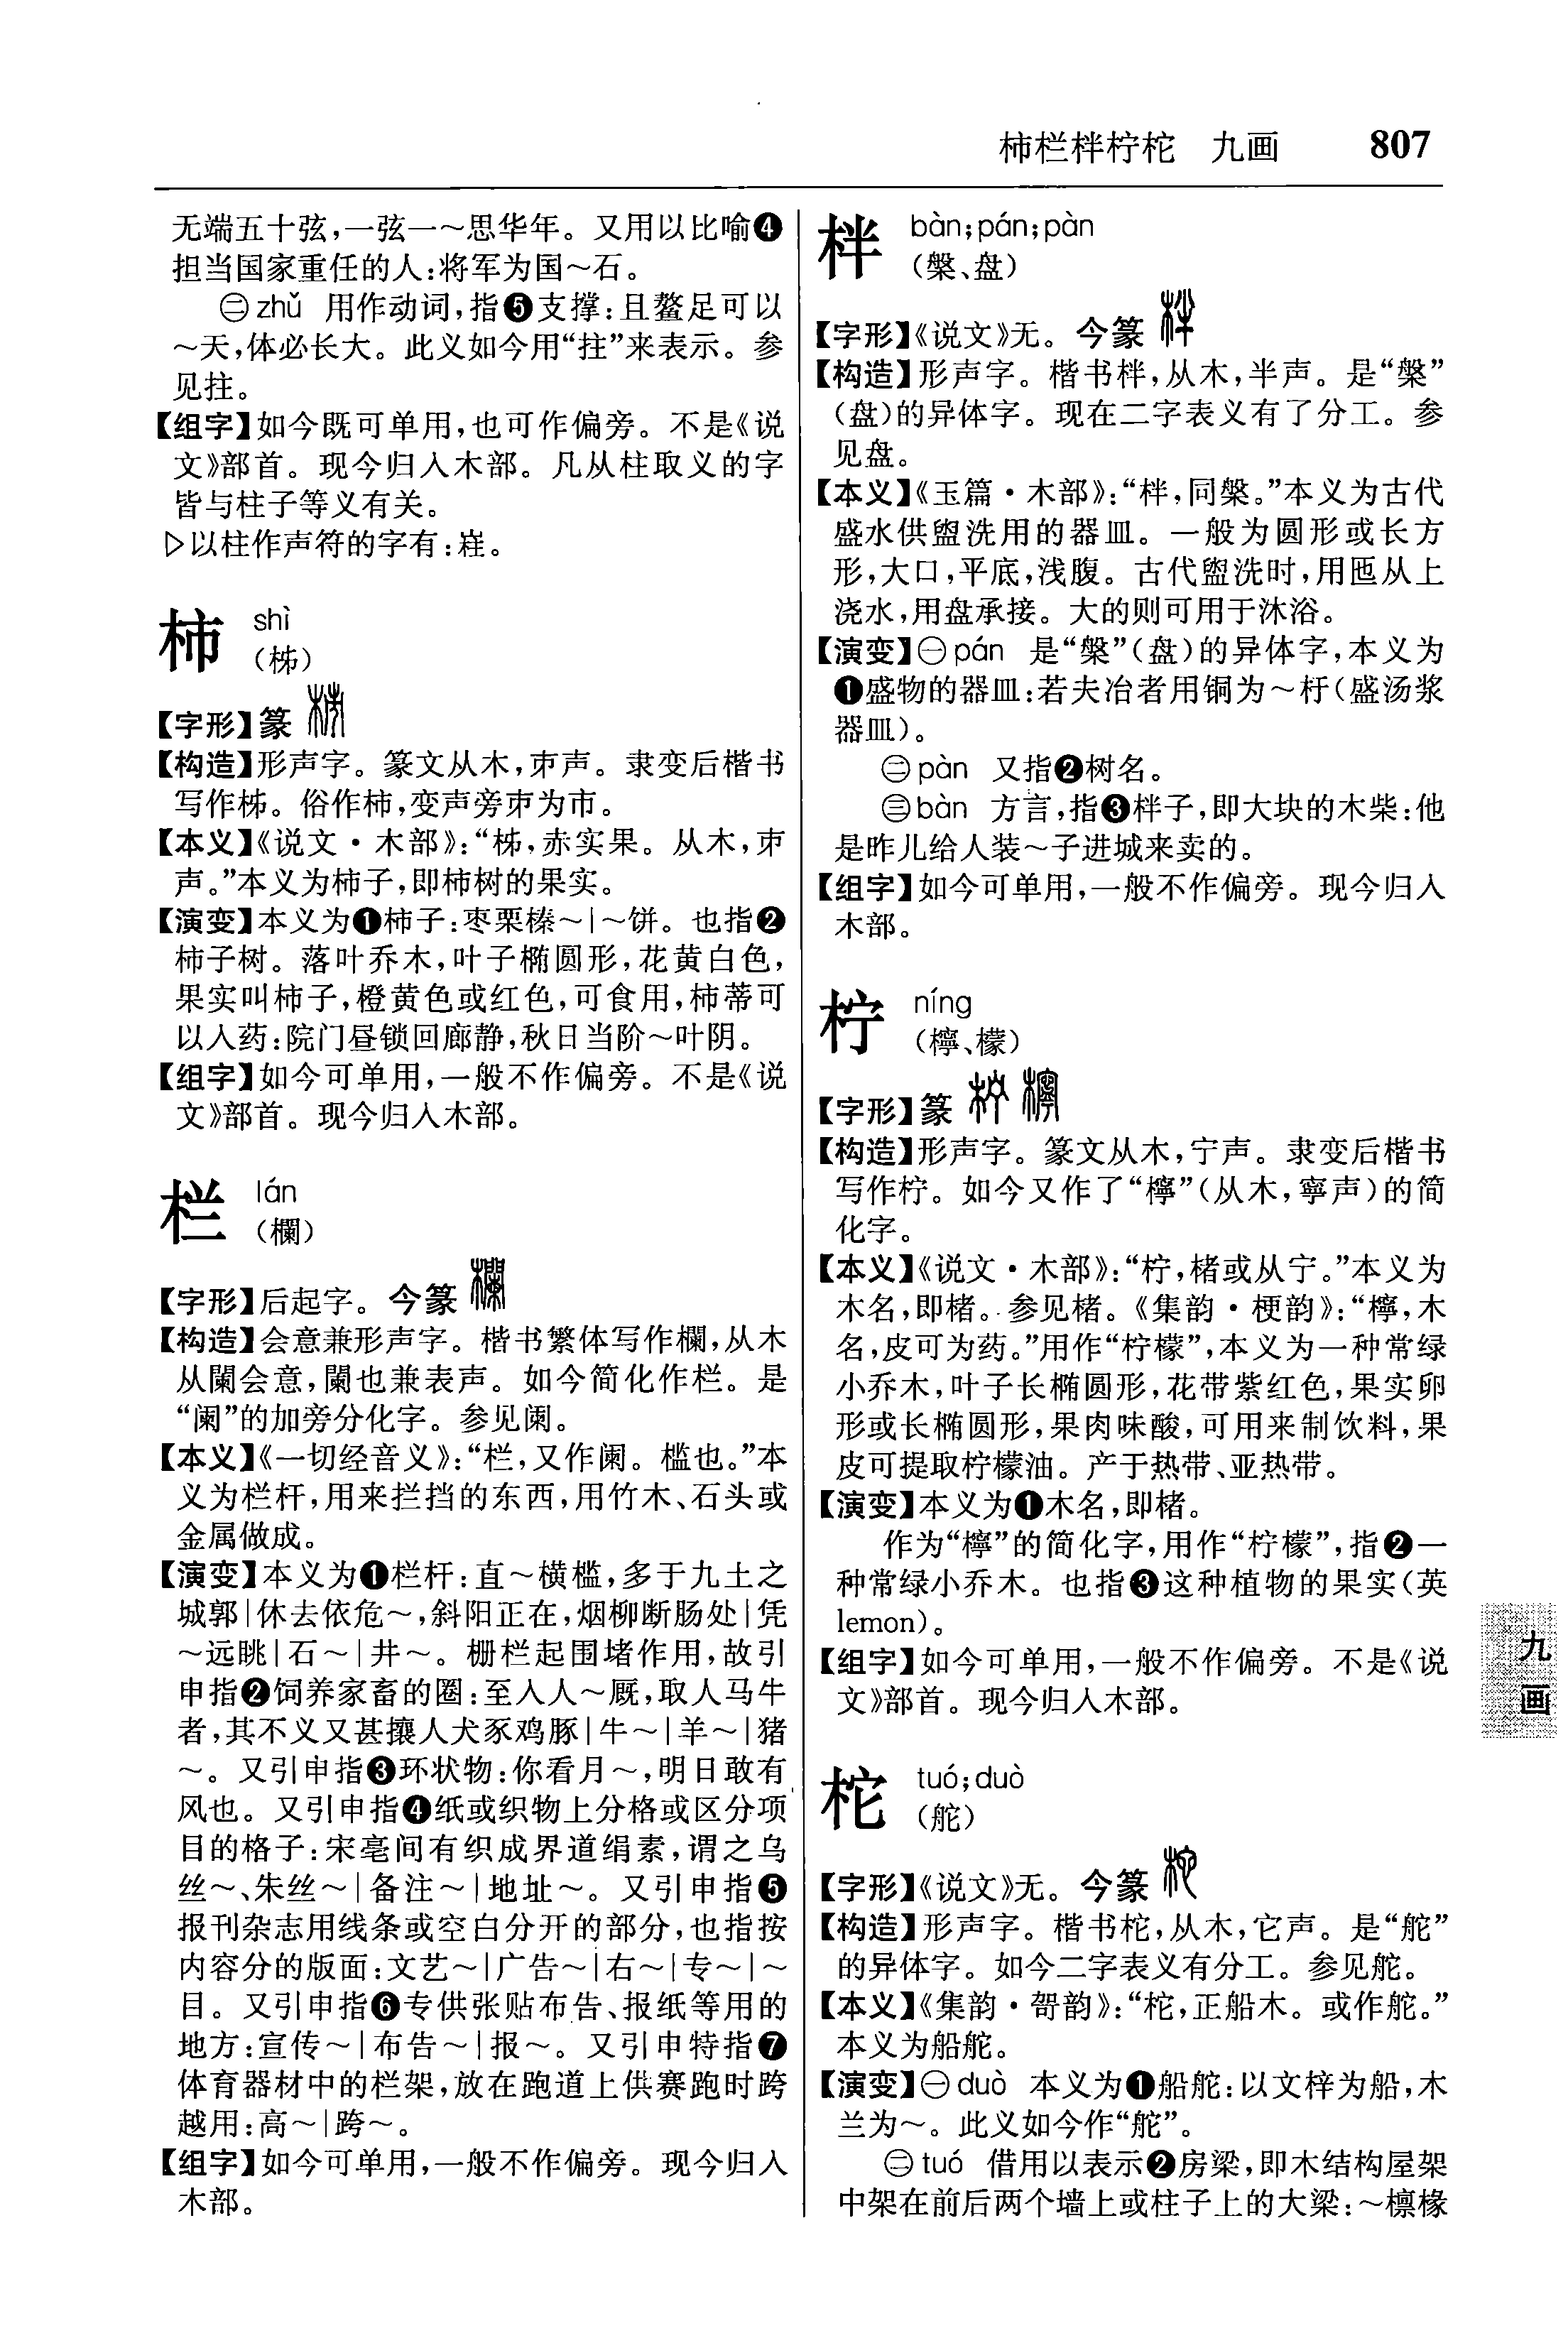 柿栏柈柠柁 九画 807
无端五十弦,一弦一～思华年。又用以比喻❹
担当国家重任的人:将军为国～石。
㊁zhǔ 用作动词,指❺支撑:且鳌足可以
～天,体必长大。此义如今用“拄”来表示。参
见拄。
【组字】如今既可单用,也可作偏旁。不是《说
文》部首。现今归入木部。凡从柱取义的字
皆与柱子等义有关。
▷以柱作声符的字有:嵀。
柿 shì
(柹)
【字形】篆
【构造】形声字。篆文从木,𠂔声。隶变后楷书
写作柹。俗作柿,变声旁𠂔为市。
【本义】《说文·木部》:“柹,赤实果。从木,𠂔
声。”本义为柿子,即柿树的果实。
【演变】本义为❶柿子:枣栗榛～|～饼。也指❷
柿子树。落叶乔木,叶子椭圆形,花黄白色,
果实叫柿子,橙黄色或红色,可食用,柿蒂可
以入药:院门昼锁回廊静,秋日当阶～叶阴。
【组字】如今可单用,一般不作偏旁。不是《说
文》部首。现今归入木部。
栏 lán
(欄)
【字形】后起字。今篆
【构造】会意兼形声字。楷书繁体写作欄,从木
从闌会意,闌也兼表声。如今简化作栏。是
“阑”的加旁分化字。参见阑。
【本义】《一切经音义》:“栏,又作阑。槛也。”本
义为栏杆,用来拦挡的东西,用竹木、石头或
金属做成。
【演变】本义为❶栏杆:直～横槛,多于九土之
城郭|休去依危～,斜阳正在,烟柳断肠处|凭
～远眺|石～|井～。栅栏起围堵作用,故引
申指❷饲养家畜的圈:至入人～厩,取人马牛
者,其不义又甚攘人犬豕鸡豚|牛～|羊～|猪
～。又引申指❸环状物:你看月～,明日敢有
风也。又引申指❹纸或织物上分格或区分项
目的格子:宋亳间有织成界道绢素,谓之乌
丝～、朱丝～|备注～|地址～。又引申指❺
报刊杂志用线条或空白分开的部分,也指按
内容分的版面:文艺～|广告～|右～|专～|～
目。又引申指❻专供张贴布告、报纸等用的
地方:宣传～|布告～|报～。又引申特指❼
体育器材中的栏架,放在跑道上供赛跑时跨
越用:高～|跨～。
【组字】如今可单用,一般不作偏旁。现今归入
木部。
柈 bàn;pán;pàn
(槃、盘)
【字形】《说文》无。今篆
【构造】形声字。楷书柈,从木,半声。是“槃”
(盘)的异体字。现在二字表义有了分工。参
见盘。
【本义】《玉篇·木部》:“柈,同槃。”本义为古代
盛水供盥洗用的器皿。一般为圆形或长方
形,大口,平底,浅腹。古代盥洗时,用匜从上
浇水,用盘承接。大的则可用于沐浴。
【演变】㊀pán 是“槃”(盘)的异体字,本义为
❶盛物的器皿:若夫冶者用铜为～杅(盛汤浆
器皿)。
㊁pàn 又指❷树名。
㊂bàn 方言,指❸柈子,即大块的木柴:他
是昨儿给人装～子进城来卖的。
【组字】如今可单用,一般不作偏旁。现今归入
木部。
柠 níng
(檸、檬)
【字形】篆
【构造】形声字。篆文从木,宁声。隶变后楷书
写作柠。如今又作了“檸”(从木,寧声)的简
化字。
【本义】《说文·木部》:“柠,楮或从宁。”本义为
木名,即楮。参见楮。《集韵·梗韵》:“檸,木
名,皮可为药。”用作“柠檬”,本义为一种常绿
小乔木,叶子长椭圆形,花带紫红色,果实卵
形或长椭圆形,果肉味酸,可用来制饮料,果
皮可提取柠檬油。产于热带、亚热带。
【演变】本义为❶木名,即楮。
作为“檸”的简化字,用作“柠檬”,指❷一
种常绿小乔木。也指❸这种植物的果实(英
lemon)。
【组字】如今可单用,一般不作偏旁。不是《说
文》部首。现今归入木部。
柁 tuó;duò
(舵)
【字形】《说文》无。今篆
【构造】形声字。楷书柁,从木,它声。是“舵”
的异体字。如今二字表义有分工。参见舵。
【本义】《集韵·哿韵》:“柁,正船木。或作舵。”
本义为船舵。
【演变】㊀duò 本义为❶船舵:以文梓为船,木
兰为～。此义如今作“舵”。
㊁tuó 借用以表示❷房梁,即木结构屋架
中架在前后两个墙上或柱子上的大梁:～檩椽
九
画